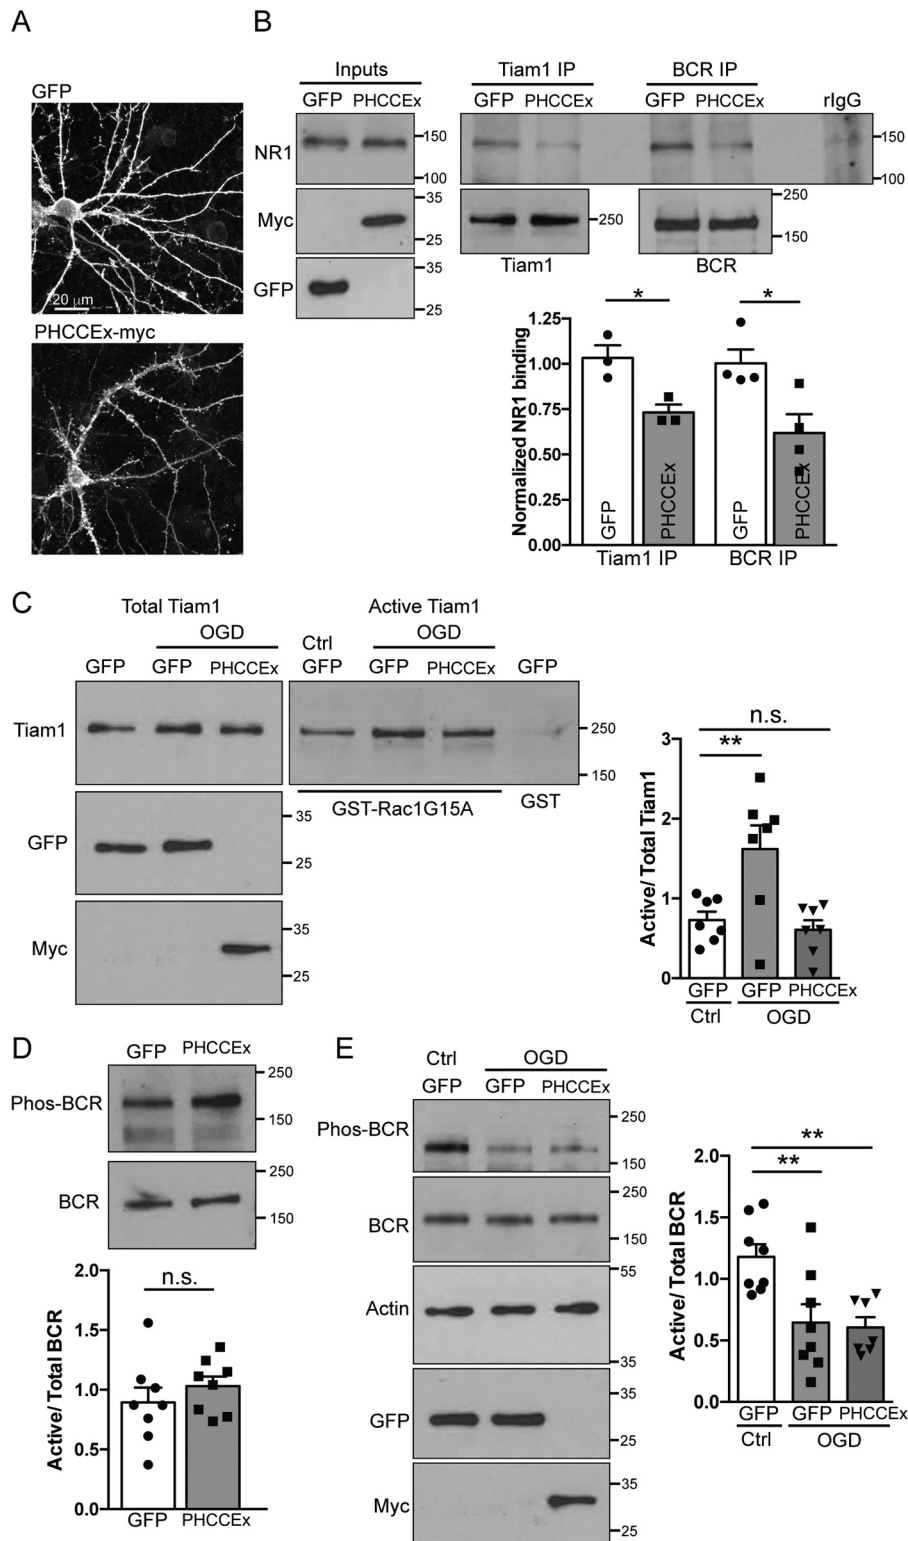 A
GFP
20 μm
PHCCEx-myc
B
Inputs
Tiam1 IP
BCR IP
GFP PHCCEx
GFP PHCCEx
GFP PHCCEx
rIgG
NR1
150
100
150
100
Myc
35
25
250
250
150
Tiam1
BCR
GFP
35
25
* *
Normalized NR1 binding
1.25
1.00
0.75
0.50
0.25
0.00
GFP
PHCCEx
GFP
PHCCEx
Tiam1 IP
BCR IP
C
Total Tiam1
Active Tiam1
OGD
Ctrl
OGD
GFP GFP PHCCEx
GFP GFP PHCCEx GFP
Tiam1
250
150
GST-Rac1G15A
GST
GFP
35
25
Myc
35
25
n.s.
**
Active/ Total Tiam1
3
2
1
0
GFP GFP PHCCEx
Ctrl OGD
D
GFP PHCCEx
Phos-BCR
250
150
BCR
250
150
n.s.
Active/ Total BCR
2.0
1.5
1.0
0.5
0.0
GFP PHCCEx
E
Ctrl OGD
GFP GFP PHCCEx
Phos-BCR
250
150
BCR
250
150
Actin
55
35
GFP
35
25
Myc
35
25
**
**
Active/ Total BCR
2.0
1.5
1.0
0.5
0.0
GFP GFP PHCCEx
Ctrl OGD